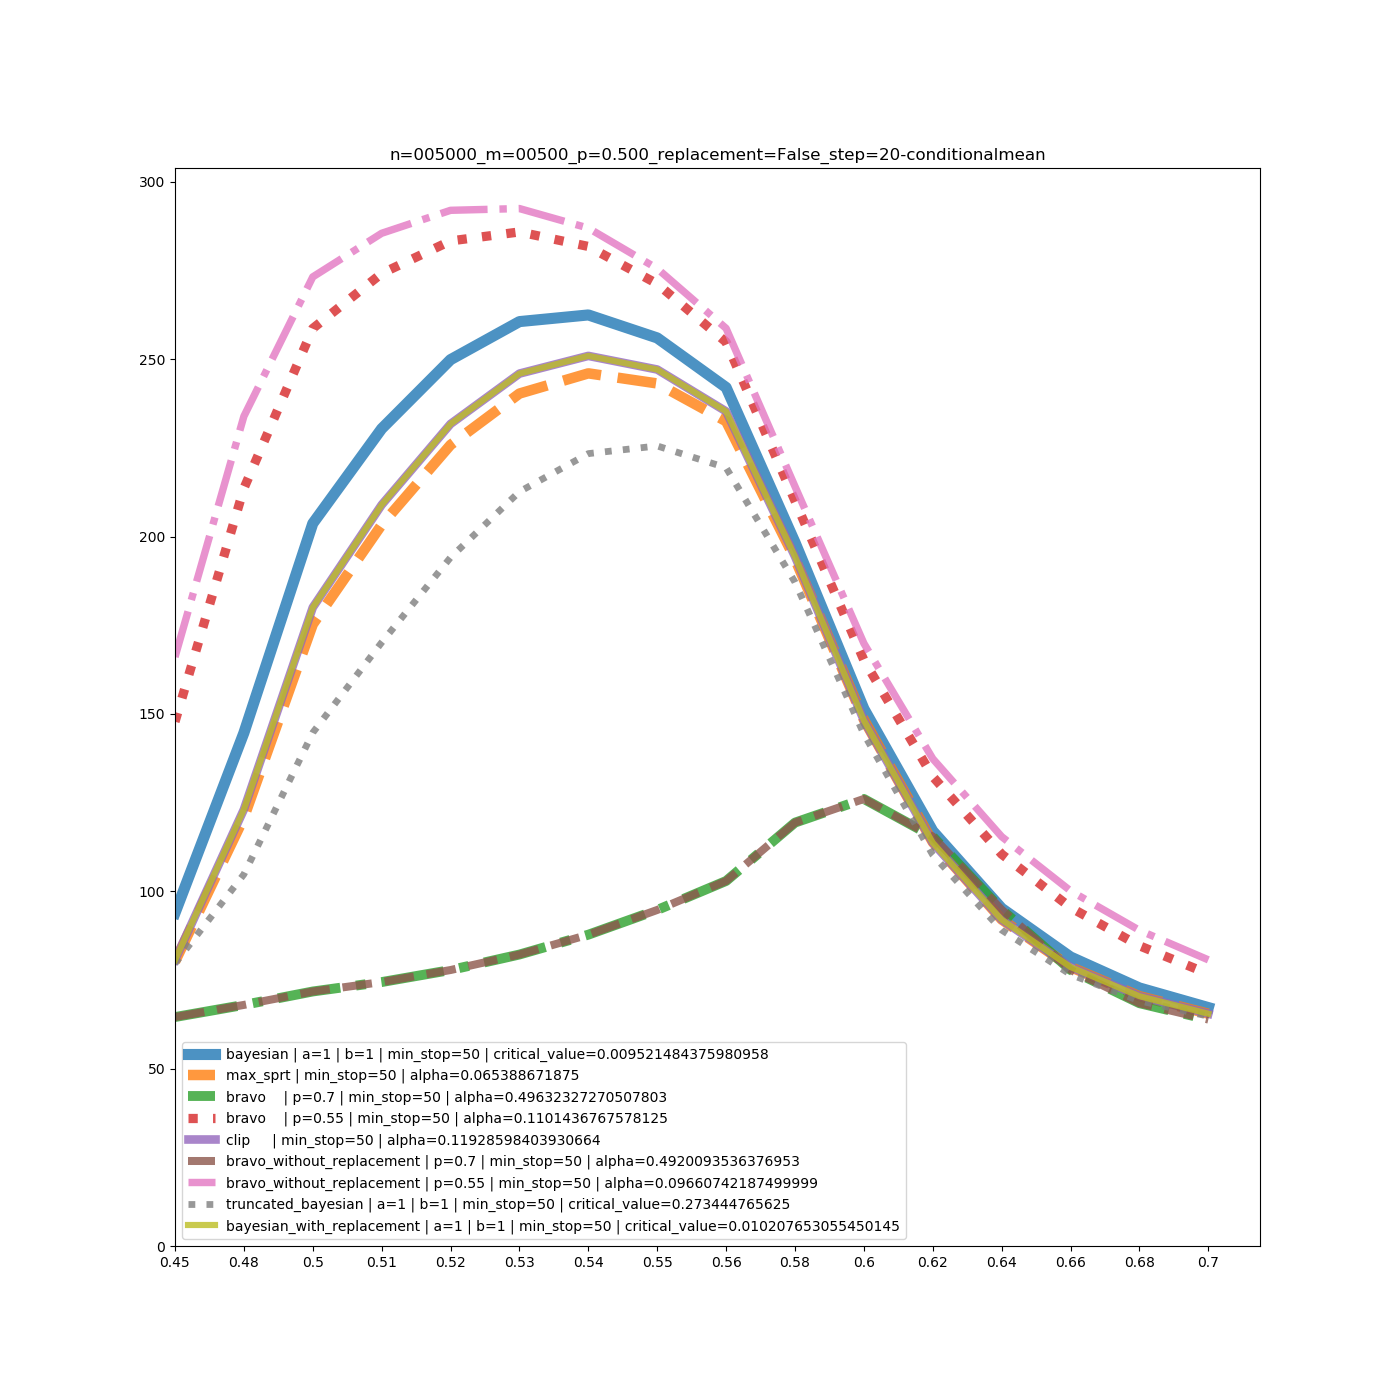 n=005000_m=00500_p=0.500_replacement=False_step=20-conditionalmean
300
250
200
150
100
50
0
bayesian | a=1 | b=1 | min_stop=50 | critical_value=0.009521484375980958
max_sprt | min_stop=50 | alpha=0.065388671875
bravo    | p=0.7 | min_stop=50 | alpha=0.49632327270507803
bravo    | p=0.55 | min_stop=50 | alpha=0.1101436767578125
clip     | min_stop=50 | alpha=0.11928598403930664
bravo_without_replacement | p=0.7 | min_stop=50 | alpha=0.4920093536376953
bravo_without_replacement | p=0.55 | min_stop=50 | alpha=0.09660742187499999
truncated_bayesian | a=1 | b=1 | min_stop=50 | critical_value=0.273444765625
bayesian_with_replacement | a=1 | b=1 | min_stop=50 | critical_value=0.010207653055450145
0.45 0.48 0.5 0.51 0.52 0.53 0.54 0.55 0.56 0.58 0.6 0.62 0.64 0.66 0.68 0.7